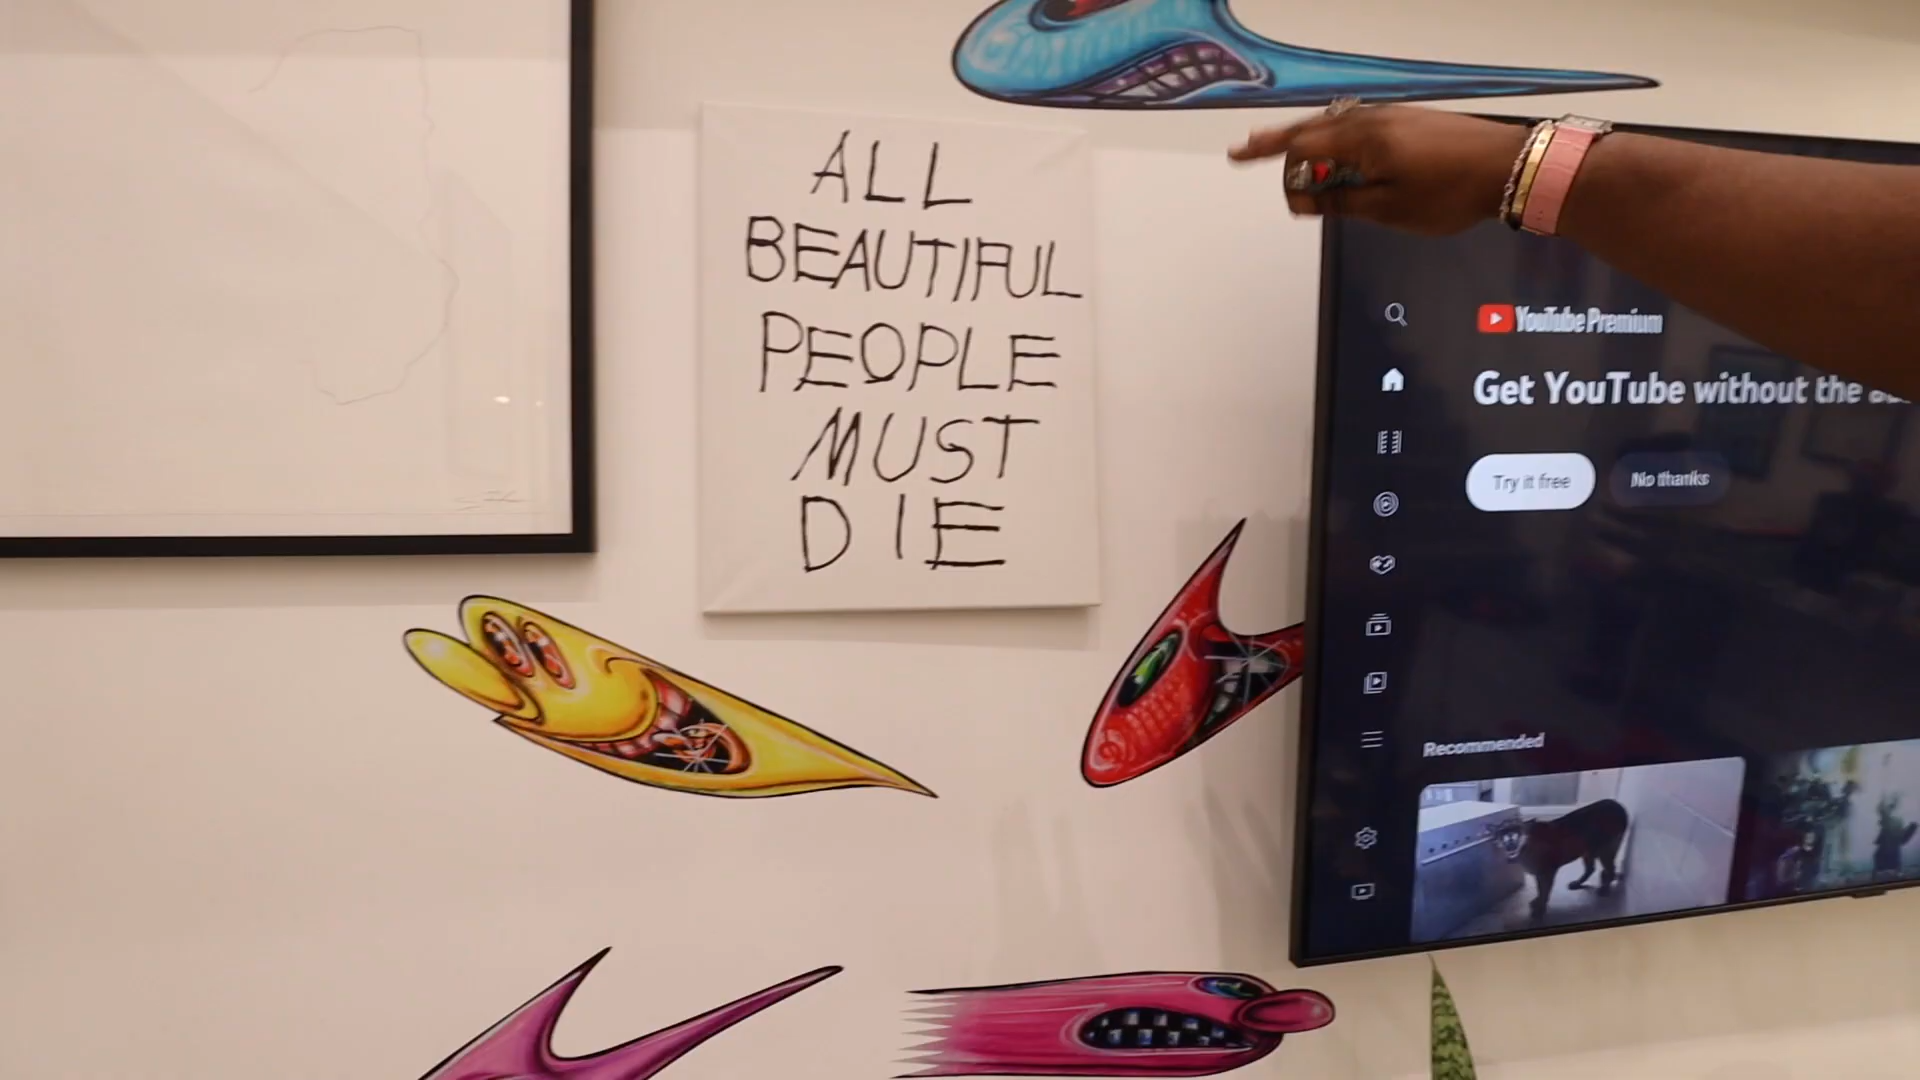 ALL
BEAUTIFUL
PEOPLE
MUST
DIE
YouTube Premium
Get YouTube without the
Try it free
No thanks
Recommended